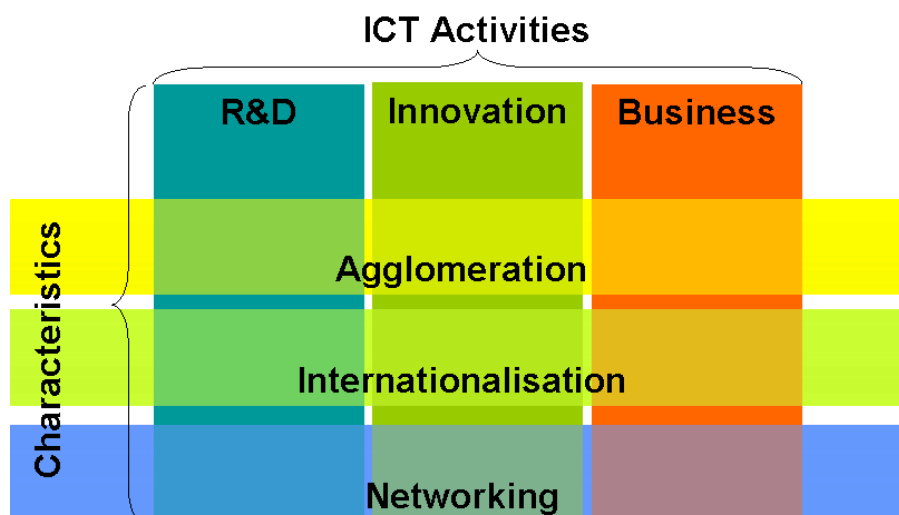 ICT Activities
R&D
Innovation
Business
Characteristics
Agglomeration
Internationalisation
Networking